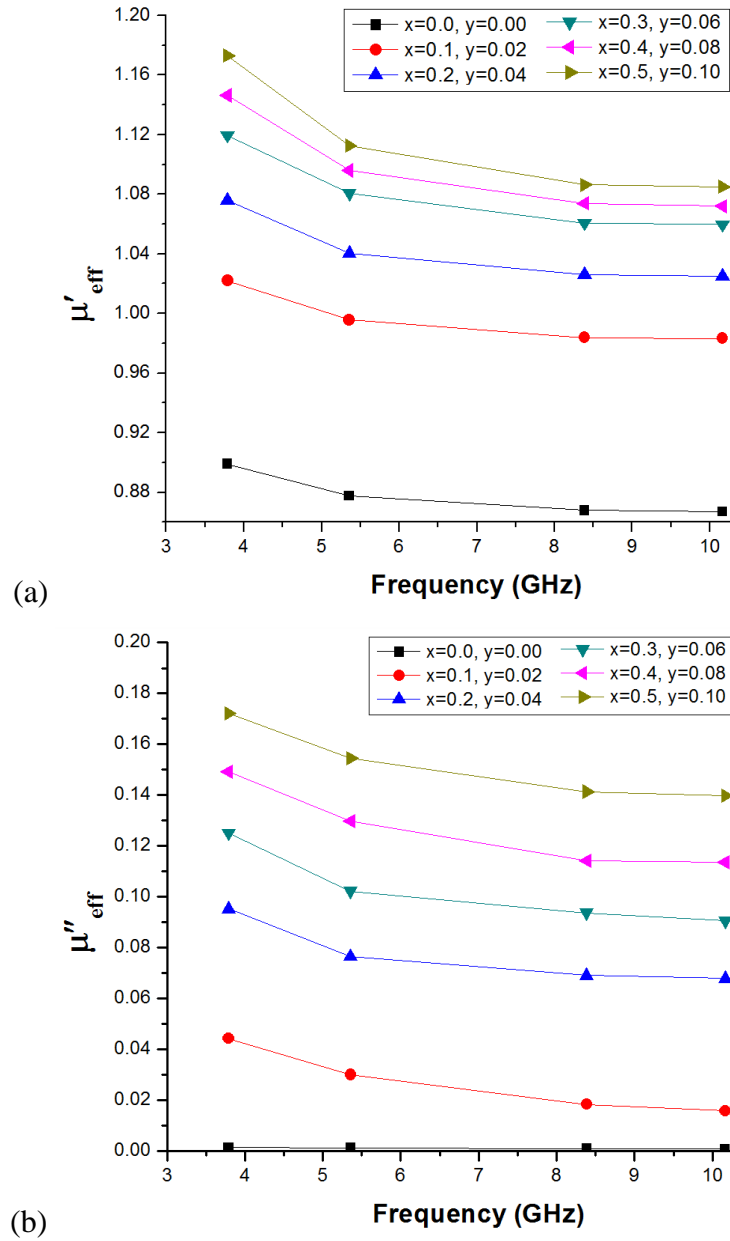 1.20
1.16
1.12
1.08
1.04
1.00
0.96
0.92
0.88
μ′eff
x=0.0, y=0.00
x=0.1, y=0.02
x=0.2, y=0.04
x=0.3, y=0.06
x=0.4, y=0.08
x=0.5, y=0.10
3 4 5 6 7 8 9 10
Frequency (GHz)
(a)
0.20
0.18
0.16
0.14
0.12
0.10
0.08
0.06
0.04
0.02
0.00
μ″eff
x=0.0, y=0.00
x=0.1, y=0.02
x=0.2, y=0.04
x=0.3, y=0.06
x=0.4, y=0.08
x=0.5, y=0.10
3 4 5 6 7 8 9 10
Frequency (GHz)
(b)